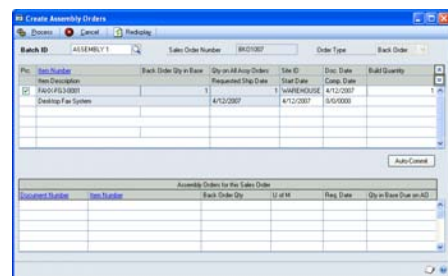 Create Assembly Orders
Process Cancel Redisplay
Batch ID ASSEMBLY 1 Sales Order Number BKO1007 Order Type Back Order
Prc. Item Number Back Order Qty in Base Qty on All Assy Orders Site ID Doc. Date Build Quantity
Item Description Requested Ship Date Start Date Comp. Date
1 1 WAREHOUSE 4/12/2007 1
Desktop Fax System 4/12/2007 4/12/2007 0/0/0000
Auto-Commit
Assembly Orders for this Sales Order
Document Number Item Number Back Order Qty U of M Req. Date Qty in Base Due on AO